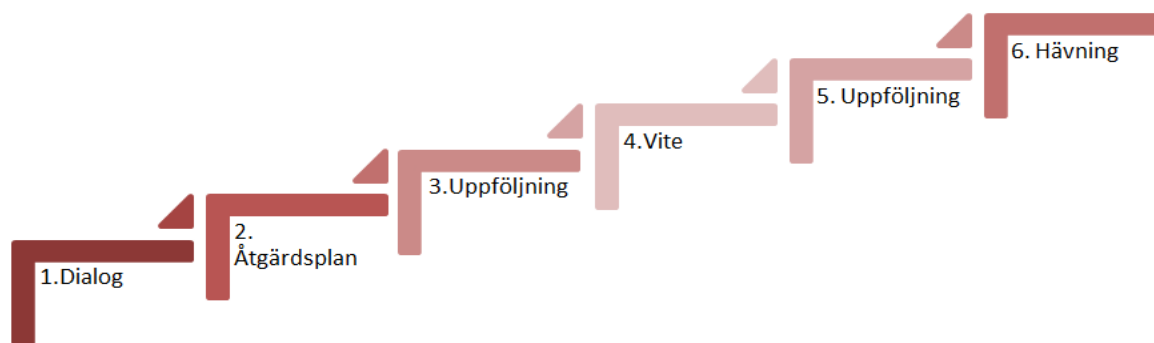 1.Dialog
2.
Åtgärdsplan
3.Uppföljning
4.Vite
5. Uppföljning
6. Hävning